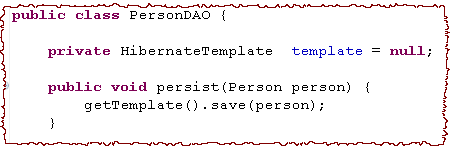 public class PersonDAO {
private HibernateTemplate template = null;
public void persist(Person person) {
getTemplate().save(person);
}